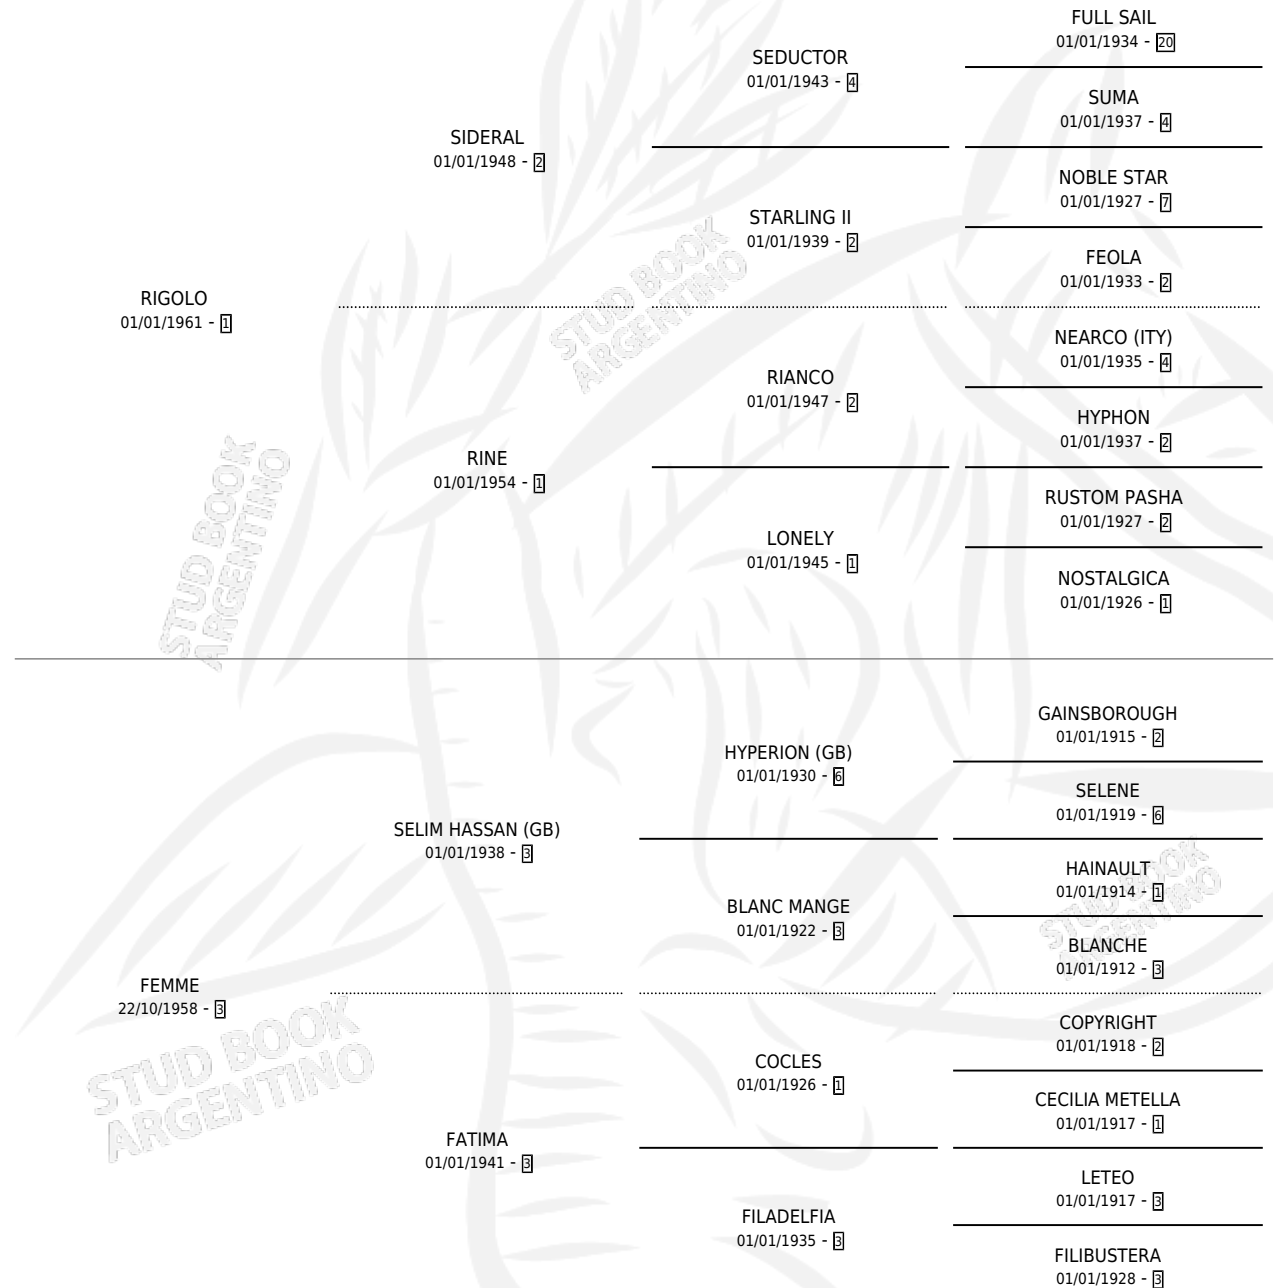 FULL SAIL
01/01/1934 - 20
SEDUCTOR
01/01/1943 - 4
SUMA
01/01/1937 - 4
SIDERAL
01/01/1948 - 2
NOBLE STAR
01/01/1927 - 7
STARLING II
01/01/1939 - 2
FEOLA
01/01/1933 - 2
RIGOLO
01/01/1961 - 1
NEARCO (ITY)
01/01/1935 - 4
RIANCO
01/01/1947 - 2
HYPHON
01/01/1937 - 2
RINE
01/01/1954 - 1
RUSTOM PASHA
01/01/1927 - 2
LONELY
01/01/1945 - 1
NOSTALGICA
01/01/1926 - 1
GAINSBOROUGH
01/01/1915 - 2
HYPERION (GB)
01/01/1930 - 6
SELENE
01/01/1919 - 6
SELIM HASSAN (GB)
01/01/1938 - 3
HAINAULT
01/01/1914 - 1
BLANC MANGE
01/01/1922 - 3
BLANCHE
01/01/1912 - 3
FEMME
22/10/1958 - 3
COPYRIGHT
01/01/1918 - 2
COCLES
01/01/1926 - 1
CECILIA METELLA
01/01/1917 - 1
FATIMA
01/01/1941 - 3
LETEO
01/01/1917 - 3
FILADELFIA
01/01/1935 - 3
FILIBUSTERA
01/01/1928 - 3
STUD BOOK
ARGENTINO
STUD BOOK
ARGENTINO
STUD BOOK
ARGENTINO
STUD BOOK
ARGENTINO